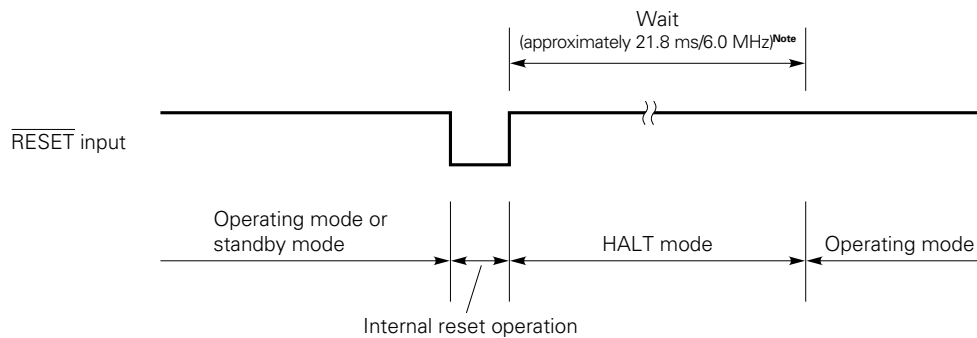 Wait
(approximately 21.8 ms/6.0 MHz)Note
RESET input
Operating mode or
standby mode
HALT mode
Operating mode
Internal reset operation